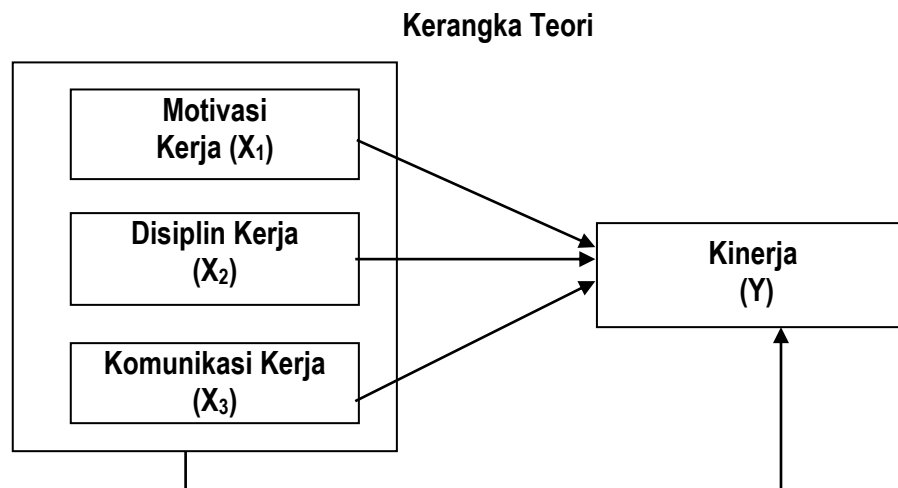 Kerangka Teori
Motivasi
Kerja (X₁)
Disiplin Kerja
(X₂)
Komunikasi Kerja
(X₃)
Kinerja
(Y)